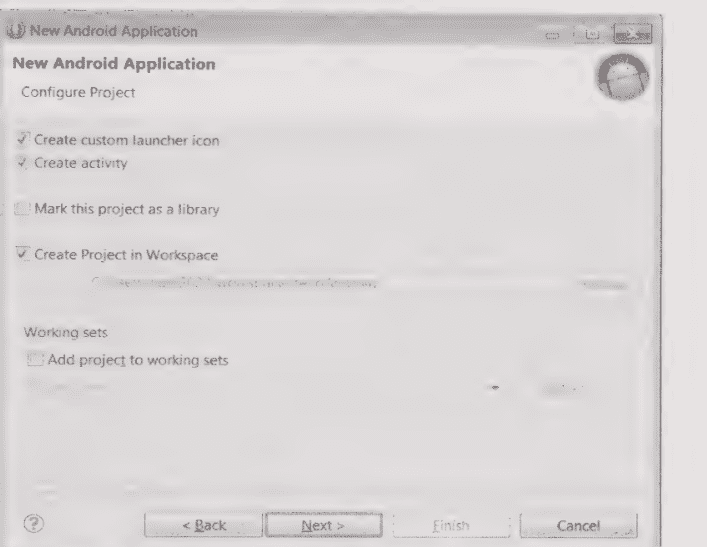 New Android Application
New Android Application
Configure Project
Create custom launcher icon
Create activity
Mark this project as a library
Create Project in Workspace
Working sets
Add project to working sets
< Back Next > Finish Cancel